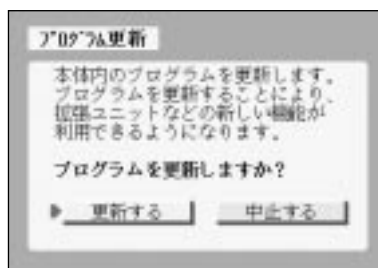 ﾌﾟﾛｸﾞﾗﾑ更新
本体内のプログラムを更新します。
プログラムを更新することにより、
拡張ユニットなどの新しい機能が
利用できるようになります。
プログラムを更新しますか?
更新する
中止する